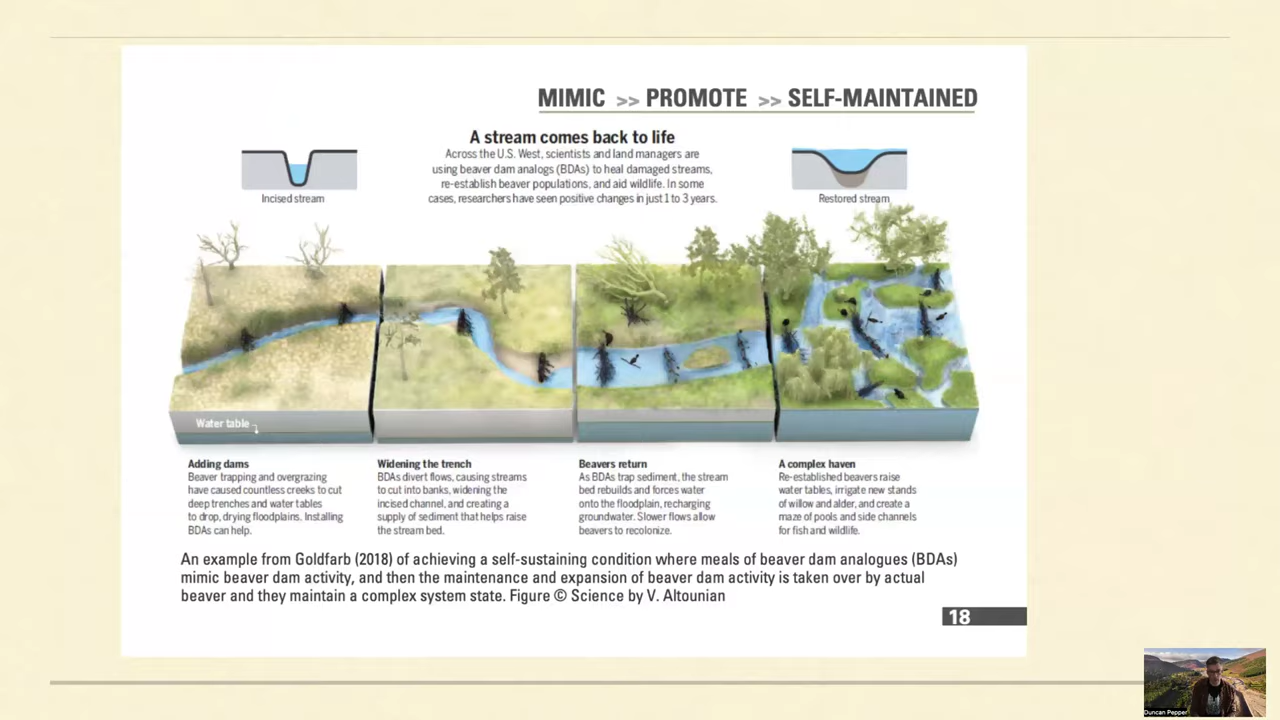 MIMIC >> PROMOTE >> SELF-MAINTAINED
A stream comes back to life
Across the U.S. West, scientists and land managers are
using beaver dam analogs (BDAs) to heal damaged streams,
re-establish beaver populations, and aid wildlife. In some
cases, researchers have seen positive changes in just 1 to 3 years.
Incised stream
Restored stream
Water table
Adding dams
Beaver trapping and overgrazing
have caused countless creeks to cut
deep trenches and water tables
to drop, drying floodplains. Installing
BDAs can help.
Widening the trench
BDAs divert flows, causing streams
to cut into banks, widening the
incised channel, and creating a
supply of sediment that helps raise
the stream bed.
Beavers return
As BDAs trap sediment, the stream
bed rebuilds and forces water
onto the floodplain, recharging
groundwater. Slower flows allow
beavers to recolonize.
A complex haven
Re-established beavers raise
water tables, irrigate new stands
of willow and alder, and create a
maze of pools and side channels
for fish and wildlife.
An example from Goldfarb (2018) of achieving a self-sustaining condition where meals of beaver dam analogues (BDAs)
mimic beaver dam activity, and then the maintenance and expansion of beaver dam activity is taken over by actual
beaver and they maintain a complex system state. Figure © Science by V. Altounian
18
Duncan Pepper